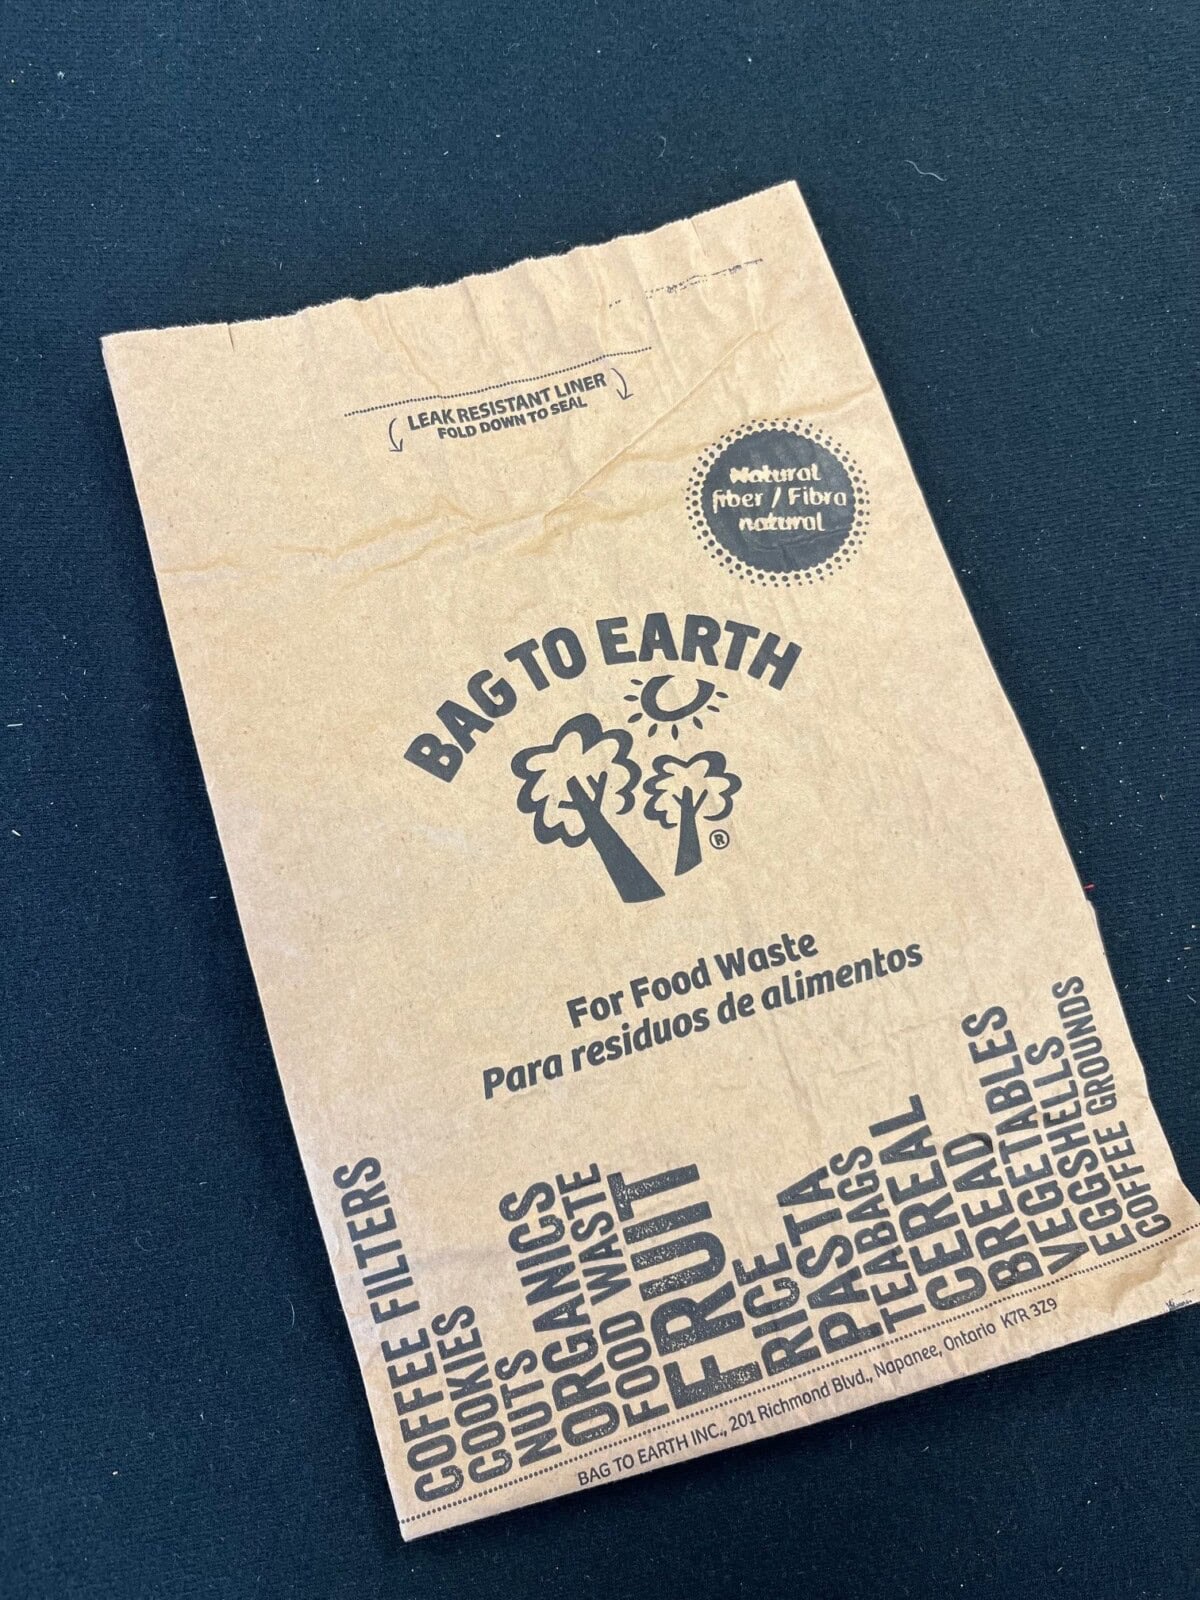 LEAK RESISTANT LINER
FOLD DOWN TO SEAL
Natural
fiber / Fibra
natural
BAG TO EARTH
®
For Food Waste
Para residuos de alimentos
COFFEE FILTERS
COOKIES
NUTS
ORGANICS
FOOD WASTE
FRUIT
RICE
PASTA
TEABAGS
CEREAL
BREAD
VEGETABLES
EGGSHELLS
COFFEE GROUNDS
BAG TO EARTH INC., 201 Richmond Blvd., Napanee, Ontario K7R 3Z9